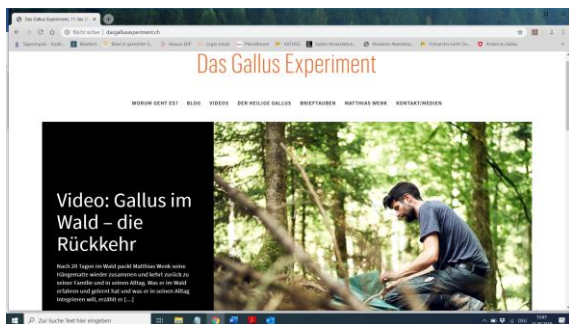 Nicht sicher | dasgallusexperiment.ch
Das Gallus Experiment
WORUM GEHT ES? BLOG VIDEOS DER HEILIGE GALLUS BRIEFTAUBEN MATTHIAS WENK KONTAKT/MEDIEN
Video: Gallus im
Wald – die
Rückkehr
Nach 20 Tagen im Wald packt Matthias Wenk seine
Hängematte wieder zusammen und kehrt zurück zu
seiner Familie und in seinen Alltag. Was er im Wald
erfahren und gelernt hat und was er in seinen Alltag
integrieren will, erzählt er [...]
Zur Suche Text hier eingeben